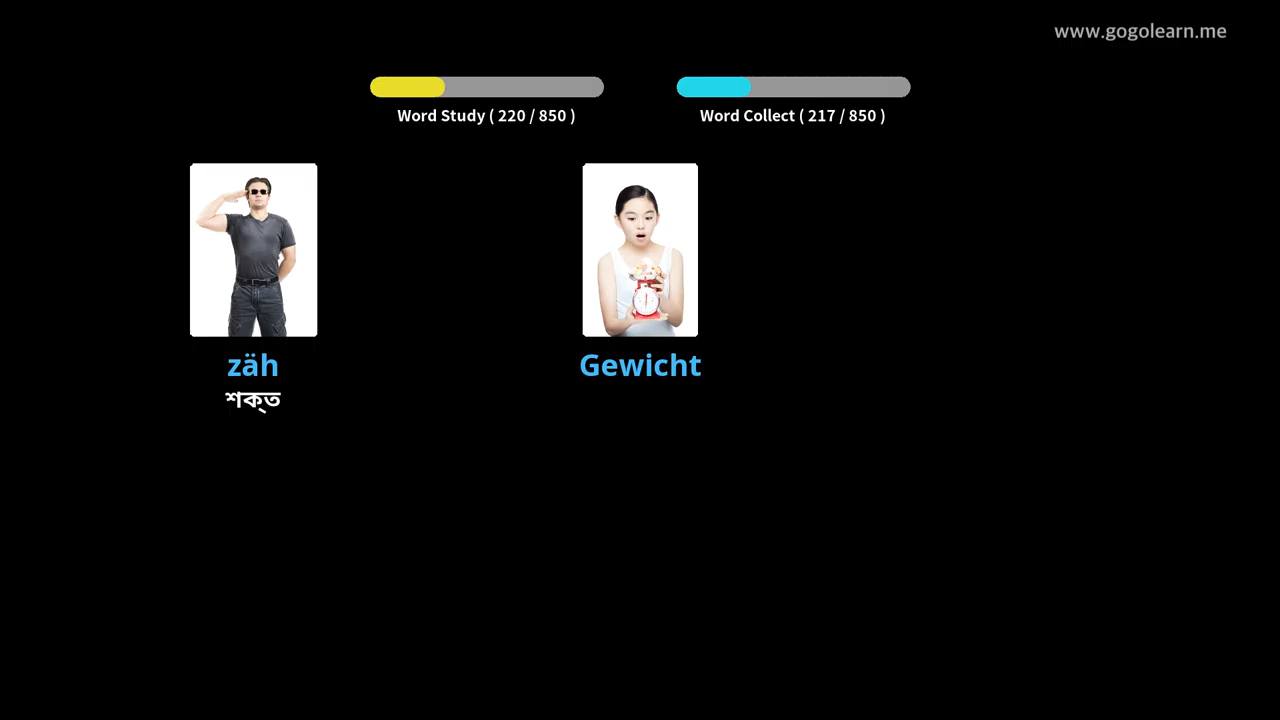 www.gogolearn.me
Word Study ( 220 / 850 )
Word Collect ( 217 / 850 )
zäh
শক্ত
Gewicht